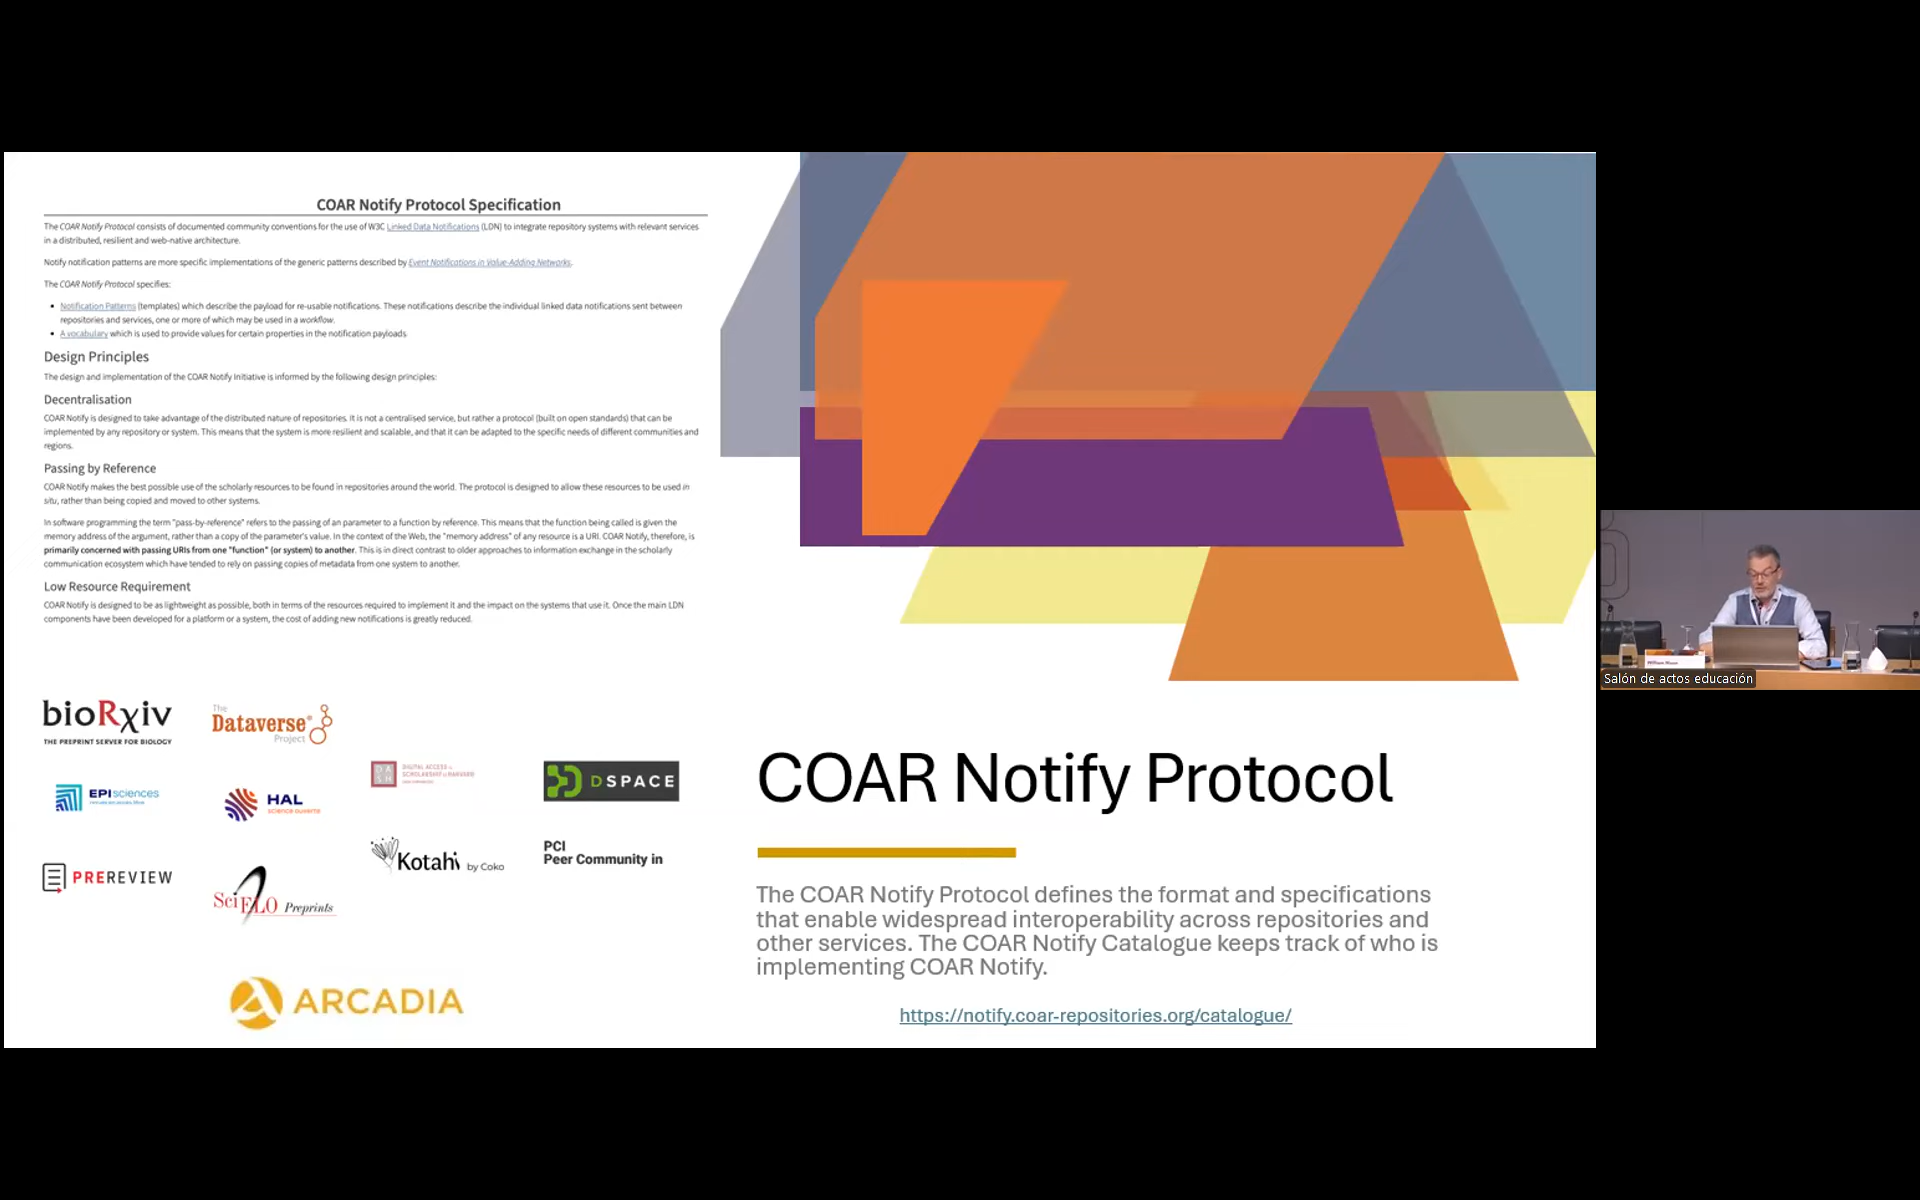 COAR Notify Protocol Specification
The COAR Notify Protocol consists of documented community conventions for the use of W3C Linked Data Notifications (LDN) to integrate repository systems with relevant services
in a distributed, resilient and web-native architecture.
Notify notification patterns are more specific implementations of the generic patterns described by Event Notifications in Value-Adding Networks.
The COAR Notify Protocol specifies:
• Notification Patterns (templates) which describe the payload for re-usable notifications. These notifications describe the individual linked data notifications sent between
repositories and services, one or more of which may be used in a workflow.
• A vocabulary which is used to provide values for certain properties in the notification payloads
Design Principles
The design and implementation of the COAR Notify Initiative is informed by the following design principles:
Decentralisation
COAR Notify is designed to take advantage of the distributed nature of repositories. It is not a centralised service, but rather a protocol (built on open standards) that can be
implemented by any repository or system. This means that the system is more resilient and scalable, and that it can be adapted to the specific needs of different communities and
regions.
Passing by Reference
COAR Notify makes the best possible use of the scholarly resources to be found in repositories around the world. The protocol is designed to allow these resources to be used in
situ, rather than being copied and moved to other systems.
In software programming the term "pass-by-reference" refers to the passing of an parameter to a function by reference. This means that the function being called is given the
memory address of the argument, rather than a copy of the parameter's value. In the context of the Web, the "memory address" of any resource is a URI. COAR Notify, therefore, is
primarily concerned with passing URIs from one "function" (or system) to another. This is in direct contrast to older approaches to information exchange in the scholarly
communication ecosystem which have tended to rely on passing copies of metadata from one system to another.
Low Resource Requirement
COAR Notify is designed to be as lightweight as possible, both in terms of the resources required to implement it and the impact on the systems that use it. Once the main LDN
components have been developed for a platform or a system, the cost of adding new notifications is greatly reduced.
bioRxiv
THE PREPRINT SERVER FOR BIOLOGY
The
Dataverse®
Project
DASH
DIGITAL ACCESS TO
SCHOLARSHIP AT HARVARD
DSPACE
EPIsciences
HAL
science ouverte
Kotahi by Coko
PCI
Peer Community in
PREREVIEW
SciELO Preprints
ARCADIA
COAR Notify Protocol
The COAR Notify Protocol defines the format and specifications
that enable widespread interoperability across repositories and
other services. The COAR Notify Catalogue keeps track of who is
implementing COAR Notify.
https://notify.coar-repositories.org/catalogue/
Salón de actos educación